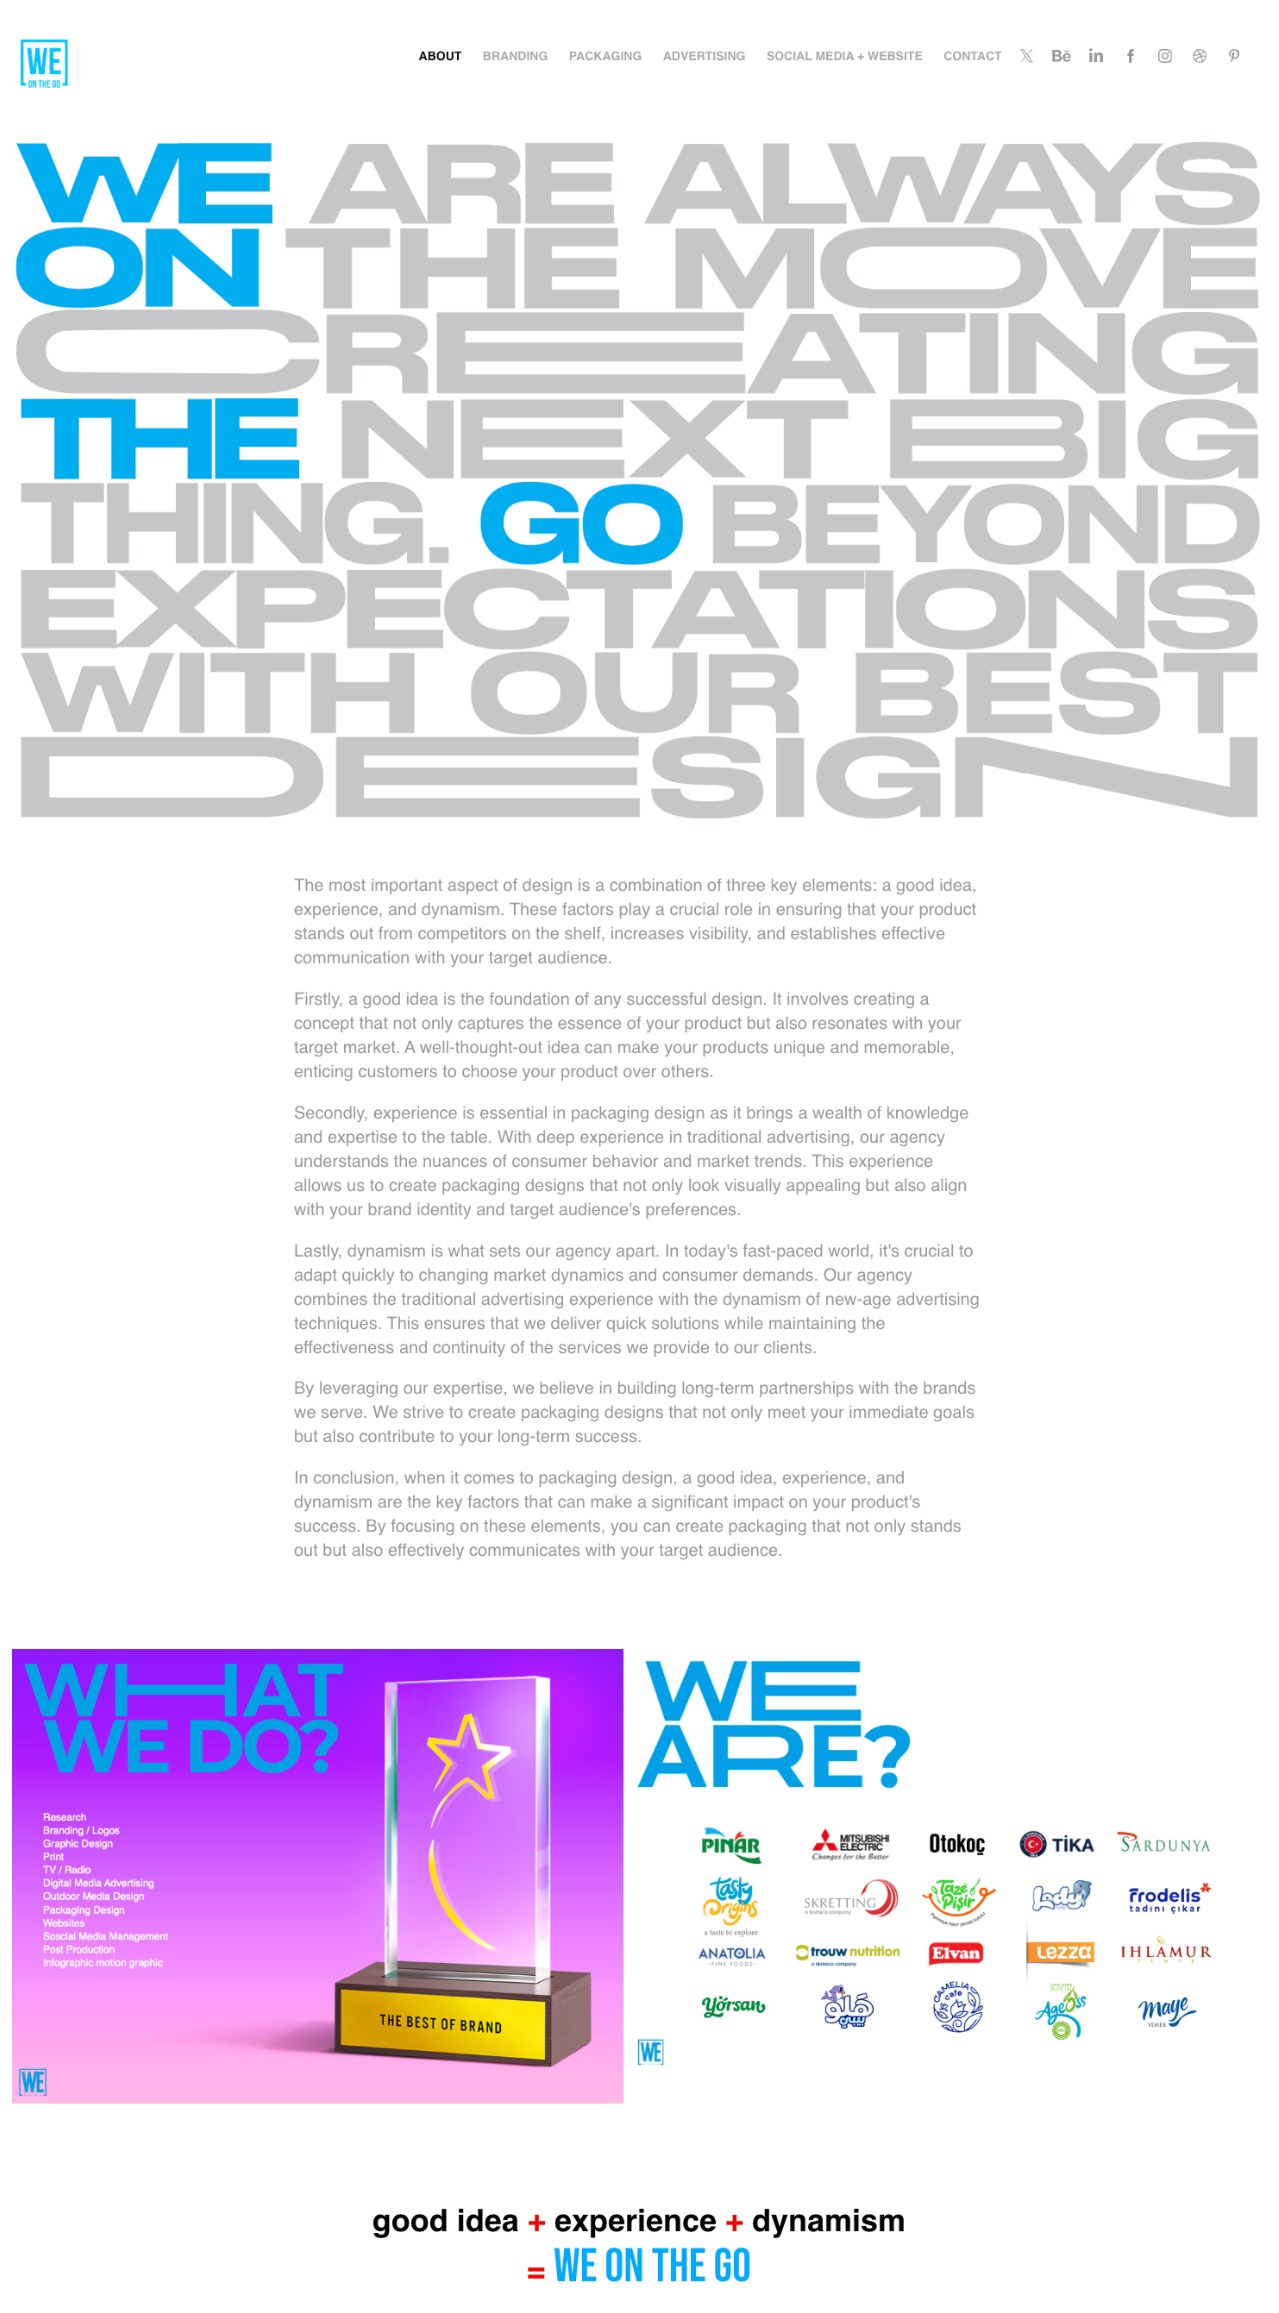 WE
ON THE GO
ABOUT BRANDING PACKAGING ADVERTISING SOCIAL MEDIA + WEBSITE CONTACT
WE ARE ALWAYS
ON THE MOVE
CREATING
THE NEXT BIG
THING. GO BEYOND
EXPECTATIONS
WITH OUR BEST
DESIGN
The most important aspect of design is a combination of three key elements: a good idea,
experience, and dynamism. These factors play a crucial role in ensuring that your product
stands out from competitors on the shelf, increases visibility, and establishes effective
communication with your target audience.
Firstly, a good idea is the foundation of any successful design. It involves creating a
concept that not only captures the essence of your product but also resonates with your
target market. A well-thought-out idea can make your products unique and memorable,
enticing customers to choose your product over others.
Secondly, experience is essential in packaging design as it brings a wealth of knowledge
and expertise to the table. With deep experience in traditional advertising, our agency
understands the nuances of consumer behavior and market trends. This experience
allows us to create packaging designs that not only look visually appealing but also align
with your brand identity and target audience's preferences.
Lastly, dynamism is what sets our agency apart. In today's fast-paced world, it's crucial to
adapt quickly to changing market dynamics and consumer demands. Our agency
combines the traditional advertising experience with the dynamism of new-age advertising
techniques. This ensures that we deliver quick solutions while maintaining the
effectiveness and continuity of the services we provide to our clients.
By leveraging our expertise, we believe in building long-term partnerships with the brands
we serve. We strive to create packaging designs that not only meet your immediate goals
but also contribute to your long-term success.
In conclusion, when it comes to packaging design, a good idea, experience, and
dynamism are the key factors that can make a significant impact on your product's
success. By focusing on these elements, you can create packaging that not only stands
out but also effectively communicates with your target audience.
WHAT
WE DO?
Research
Branding / Logos
Graphic Design
Print
TV / Radio
Digital Media Advertising
Outdoor Media Design
Packaging Design
Websites
Soscial Media Management
Post Production
Infographic motion graphic
THE BEST OF BRAND
WE
WE
ARE?
PINAR
MITSUBISHI
ELECTRIC
Changes for the Better
Otokoç
TİKA
SARDUNYA
tasty
Origins
a taste to explore
SKRETTING
a Nutreco company
Taze
Pişir
Lady
frodelis
tadını çıkar
ANATOLIA
FINE FOODS
trouw nutrition
a Nutreco company
Elvan
Lezza
IHLAMUR
YEMEK
Yörsan
CAMELIA
cafe
AgeOss
maye
YEMEK
WE
good idea + experience + dynamism
= WE ON THE GO